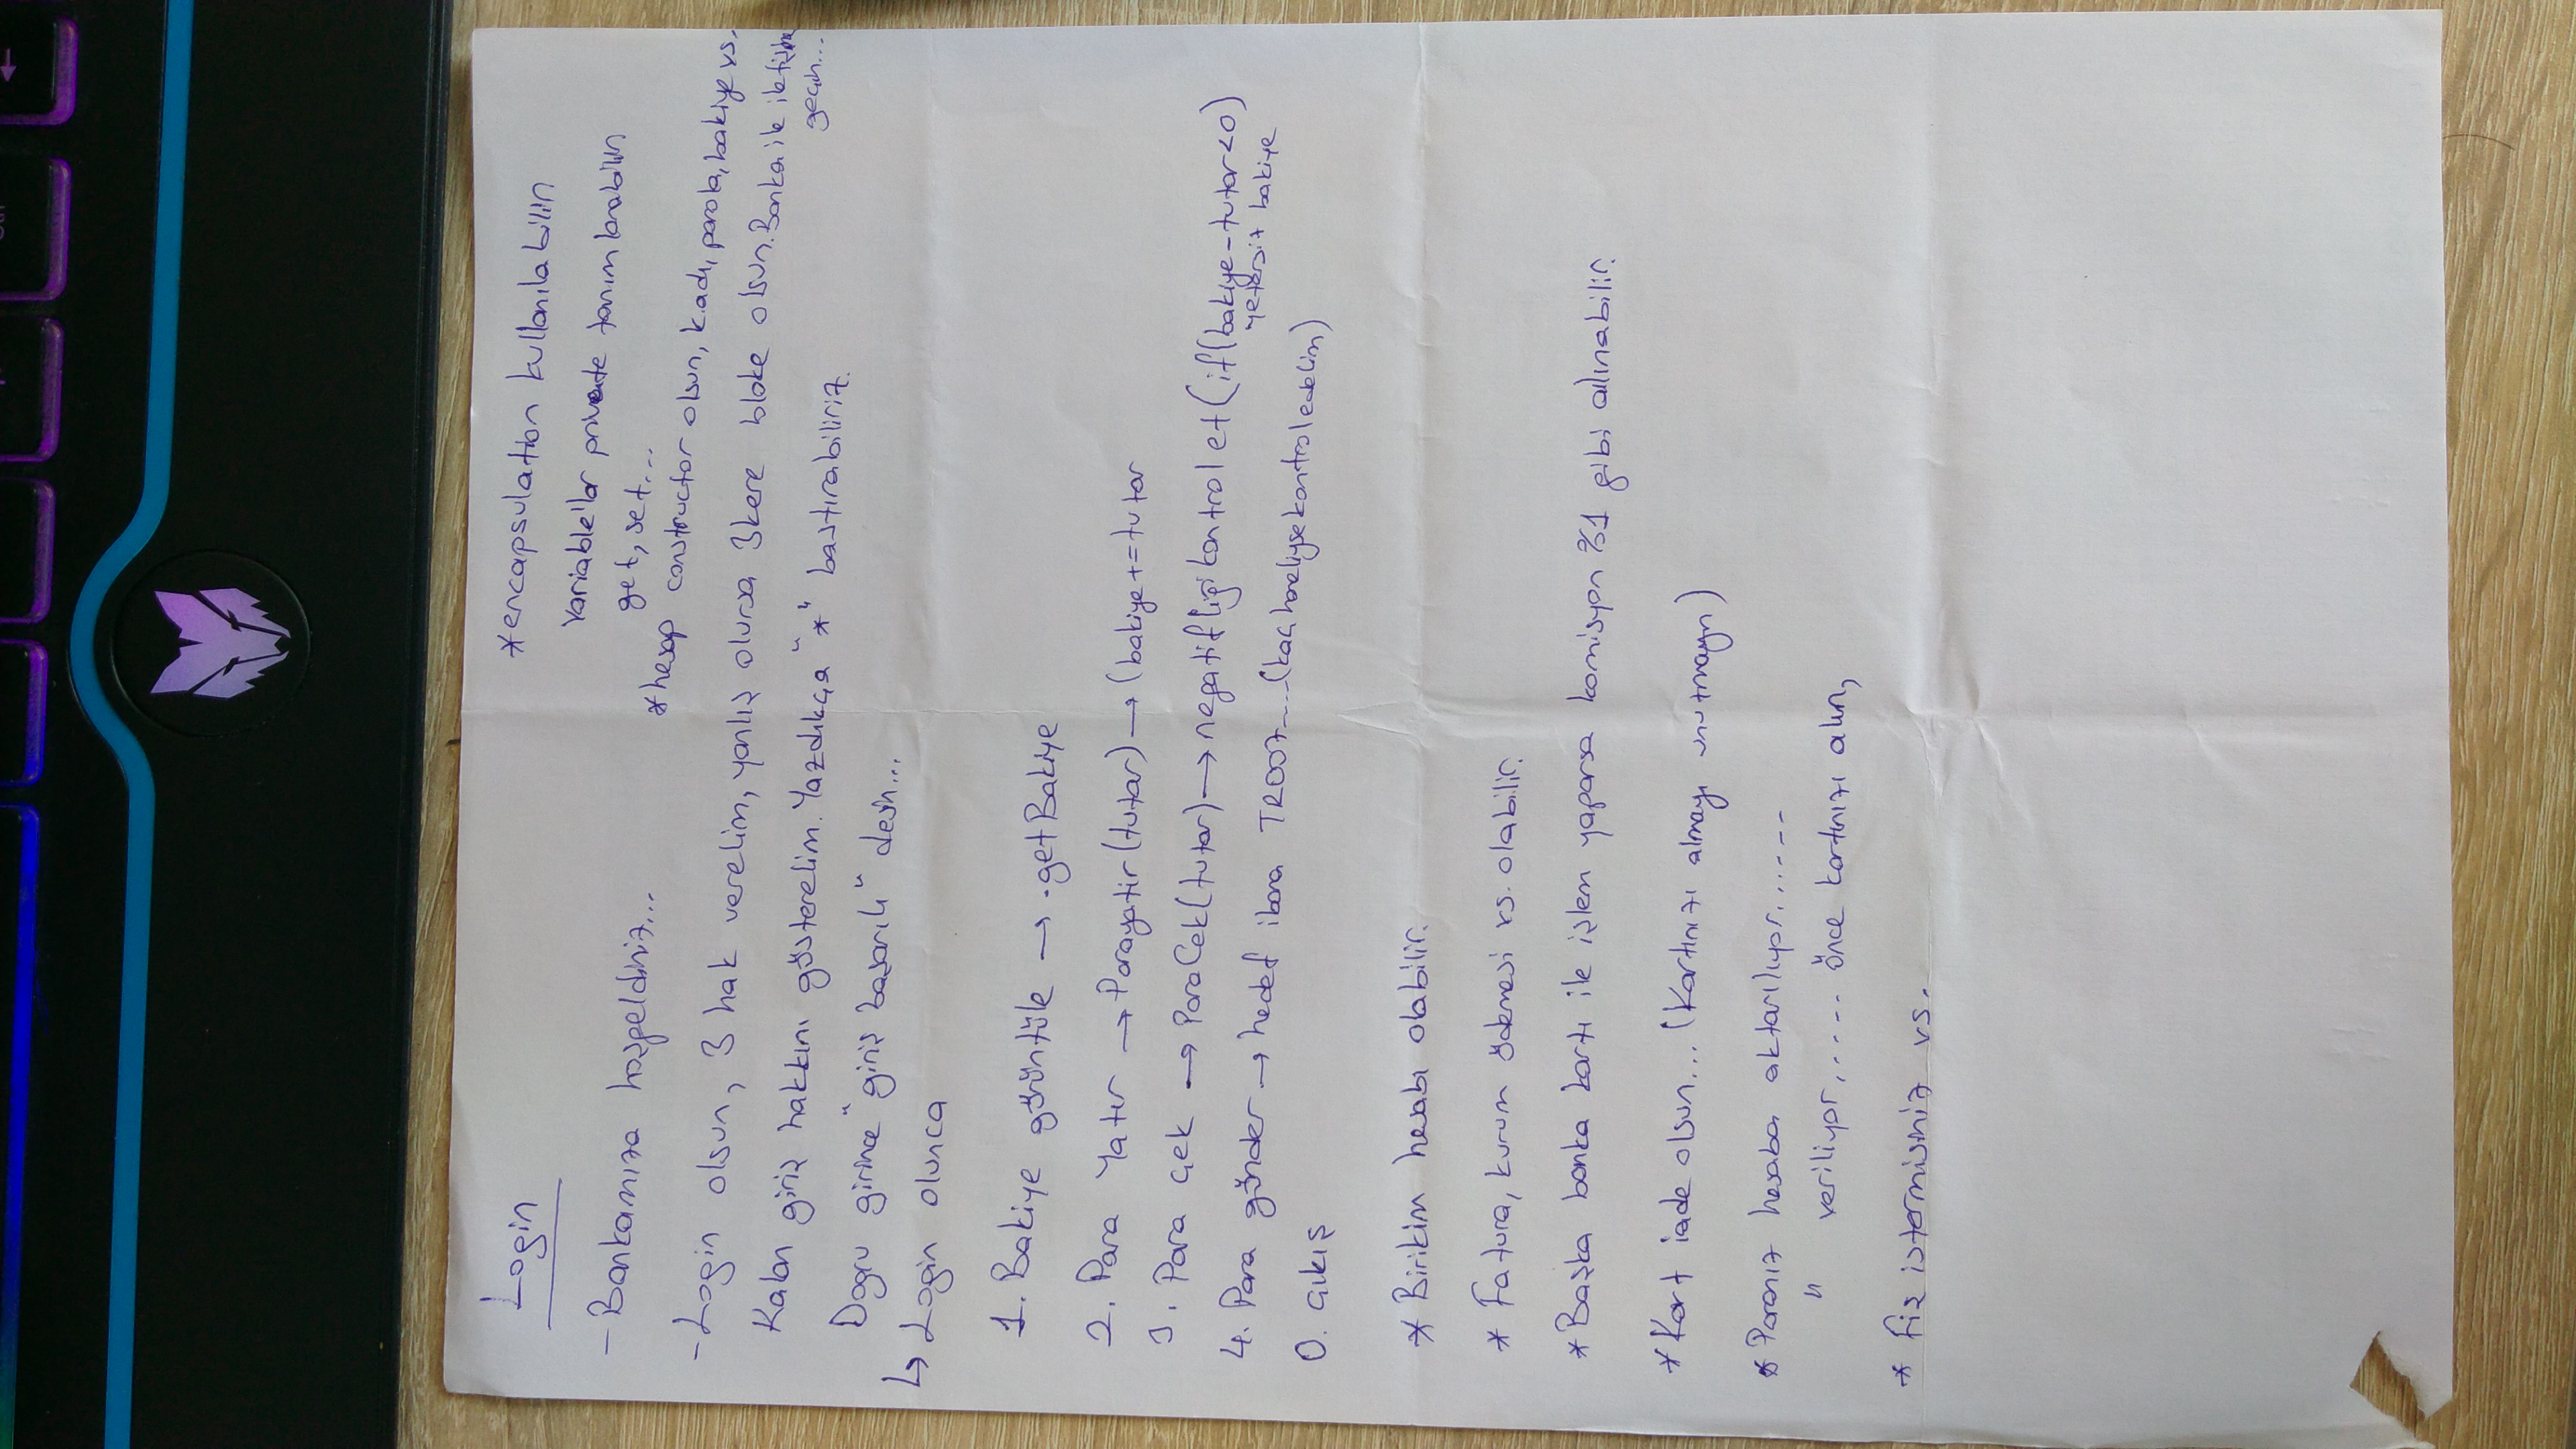 Login
- Bankamıza hoşgeldiniz...
*encapsulation kullanılabilin
Variable'lar private tanımlanabilin
get, set...
*hesap constructor olsun, k.adı, parola, bakiye vs.
- Login olsun, 3 hak verelim, yanlış olursa 3kere bloke olsun. Banka ile iletişime
geçin...
Kalan giriş hakkını gösterelim. Yazdıkça "*" bastırabiliriz.
Dogru girince "giriş başarılı" desin...
↳ Login olunca
1. Bakiye görüntüle → .getBakiye
2. Para Yatır → Parayatir(tutar) → (bakiye += tutar
3. Para çek → ParaCek(tutar) → negatifliği kontrol et (if(bakiye - tutar < 0)
yetersiz bakiye
4. Para gönder → hedef ibana TR007---- (kaç haneliyse kontrol edelim)
0. Çıkış
* Birikim hesabı olabilir.
* Fatura, kurum ödemesi vs. olabilir.
* Başka banka kartı ile işlem yaparsa komisyon %1 gibi alınabilir.
* Kart iade olsun... (Kartınızı almayı unutmayın)
* Paranız hesaba aktarılıyor......
" veriliyor,.... önce kartınızı alın,
* Fiş istermisiniz vs.